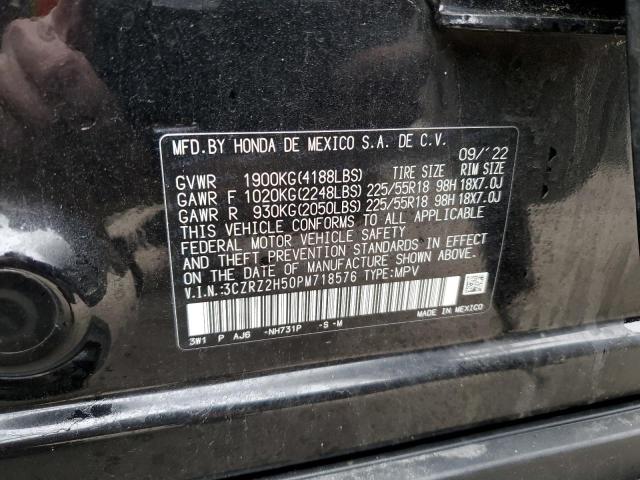 MFD.BY HONDA DE MEXICO S.A. DE C.V.
09/'22
GVWR 1900KG(4188LBS) TIRE SIZE RIM SIZE
GAWR F 1020KG(2248LBS) 225/55R18 98H 18X7.0J
GAWR R 930KG(2050LBS) 225/55R18 98H 18X7.0J
THIS VEHICLE CONFORMS TO ALL APPLICABLE
FEDERAL MOTOR VEHICLE SAFETY
AND THEFT PREVENTION STANDARDS IN EFFECT
ON THE DATE OF MANUFACTURE SHOWN ABOVE.
V.I.N.:3CZRZ2H50PM718576 TYPE:MPV
3W1 P AJ6 -NH731P -S -M
MADE IN MEXICO